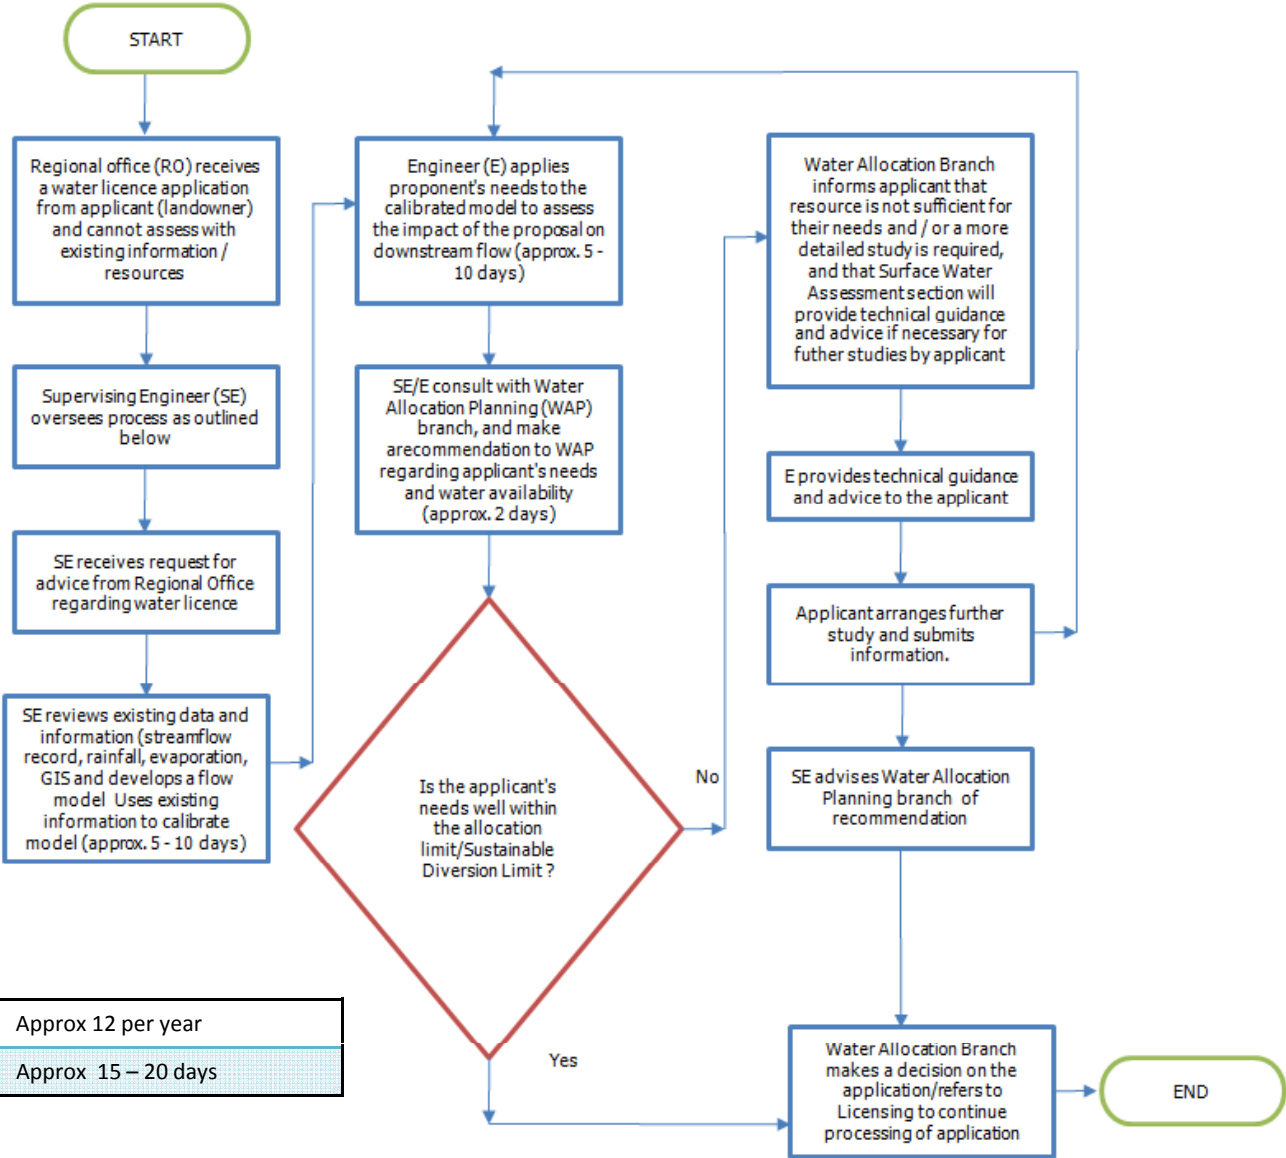 START
Regional office (RO) receives
a water licence application
from applicant (landowner)
and cannot assess with
existing information /
resources
Supervising Engineer (SE)
oversees process as outlined
below
SE receives request for
advice from Regional Office
regarding water licence
SE reviews existing data and
information (streamflow
record, rainfall, evaporation,
GIS and develops a flow
model Uses existing
information to calibrate
model (approx. 5 - 10 days)
Engineer (E) applies
proponent's needs to the
calibrated model to assess
the impact of the proposal on
downstream flow (approx. 5 -
10 days)
SE/E consult with Water
Allocation Planning (WAP)
branch, and make
arecommendation to WAP
regarding applicant's needs
and water availability
(approx. 2 days)
Is the applicant's
needs well within
the allocation
limit/Sustainable
Diversion Limit ?
No
Yes
Water Allocation Branch
informs applicant that
resource is not sufficient for
their needs and / or a more
detailed study is required,
and that Surface Water
Assessment section will
provide technical guidance
and advice if necessary for
futher studies by applicant
E provides technical guidance
and advice to the applicant
Applicant arranges further
study and submits
information.
SE advises Water Allocation
Planning branch of
recommendation
Water Allocation Branch
makes a decision on the
application/refers to
Licensing to continue
processing of application
END
Approx 12 per year
Approx 15 – 20 days